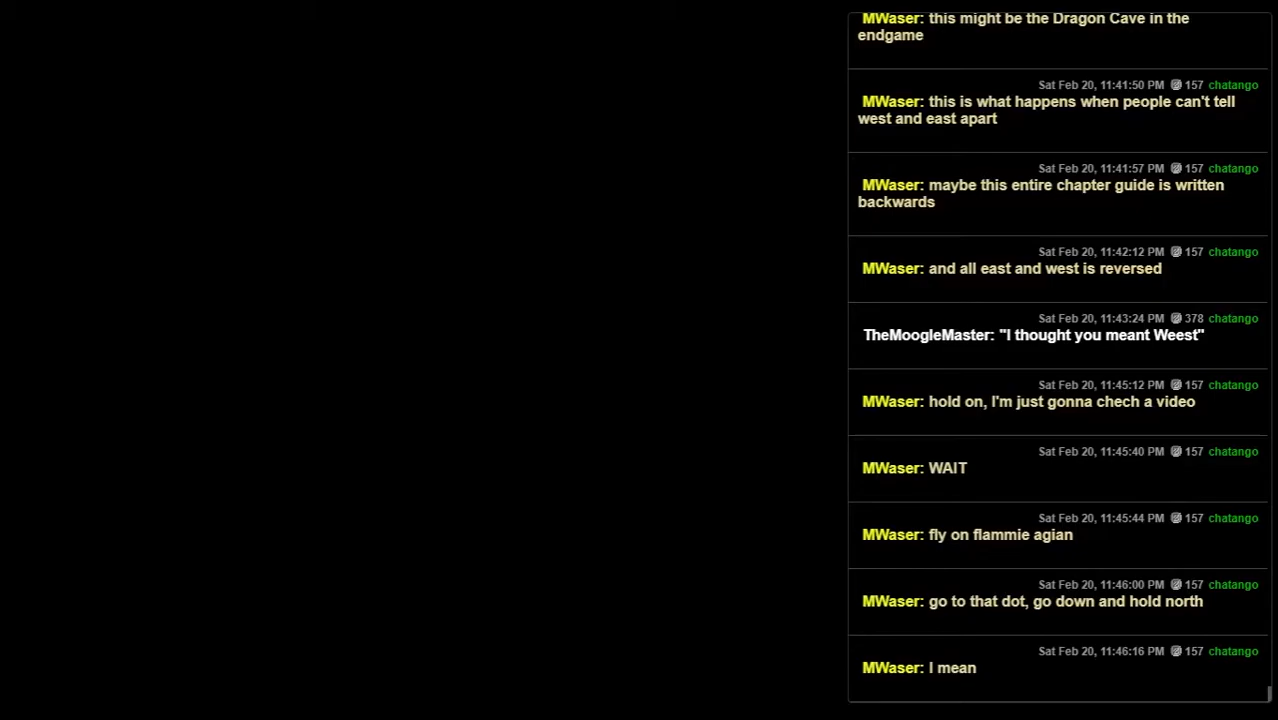 MWaser: this might be the Dragon Cave in the
endgame
Sat Feb 20, 11:41:50 PM 157 chatango
MWaser: this is what happens when people can't tell
west and east apart
Sat Feb 20, 11:41:57 PM 157 chatango
MWaser: maybe this entire chapter guide is written
backwards
Sat Feb 20, 11:42:12 PM 157 chatango
MWaser: and all east and west is reversed
Sat Feb 20, 11:43:24 PM 378 chatango
TheMoogleMaster: "I thought you meant Weest"
Sat Feb 20, 11:45:12 PM 157 chatango
MWaser: hold on, I'm just gonna chech a video
Sat Feb 20, 11:45:40 PM 157 chatango
MWaser: WAIT
Sat Feb 20, 11:45:44 PM 157 chatango
MWaser: fly on flammie agian
Sat Feb 20, 11:46:00 PM 157 chatango
MWaser: go to that dot, go down and hold north
Sat Feb 20, 11:46:16 PM 157 chatango
MWaser: I mean